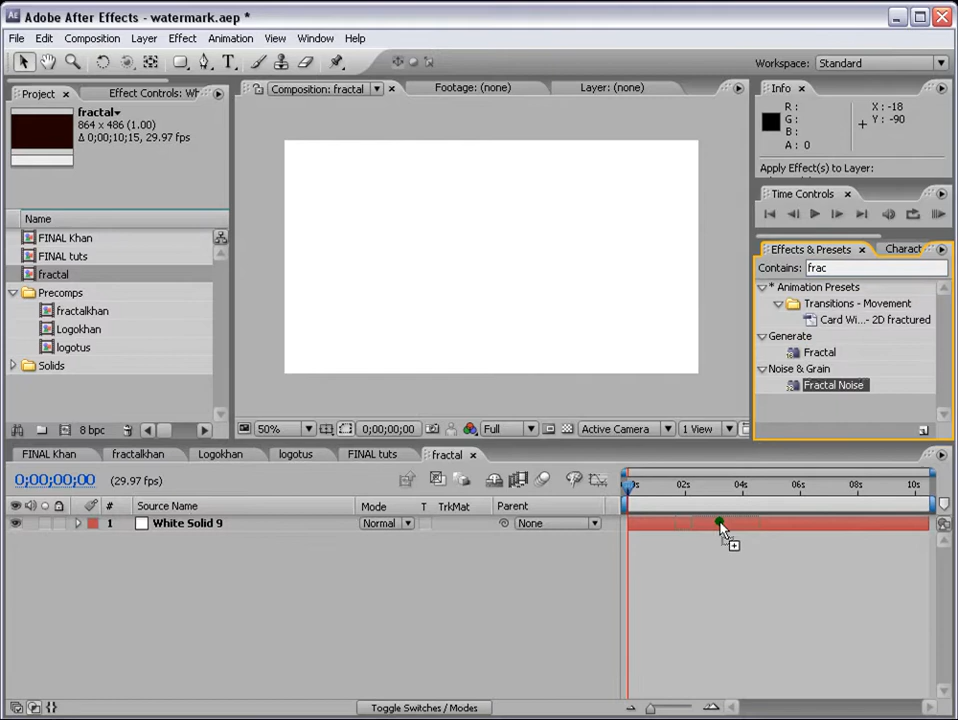 Adobe After Effects - watermark.aep *
File Edit Composition Layer Effect Animation View Window Help
Workspace: Standard
Project × Effect Controls: Wh
Composition: fractal × Footage: (none) Layer: (none)
Info ×
fractal
864 x 486 (1.00)
Δ 0;00;10;15, 29.97 fps
R :
G :
B :
A : 0
X : -18
Y : -90
Apply Effect(s) to Layer:
Time Controls ×
Name
FINAL Khan
FINAL tuts
fractal
Precomps
fractalkhan
Logokhan
logotus
Solids
Effects & Presets × Charact
Contains: frac
* Animation Presets
Transitions - Movement
Card Wi...- 2D fractured
Generate
Fractal
Noise & Grain
Fractal Noise
8 bpc
50% 0;00;00;00 Full Active Camera 1 View
FINAL Khan fractalkhan Logokhan logotus FINAL tuts fractal ×
0;00;00;00 (29.97 fps)
02s 04s 06s 08s 10s
# Source Name Mode T TrkMat Parent
1 White Solid 9 Normal None
Toggle Switches / Modes